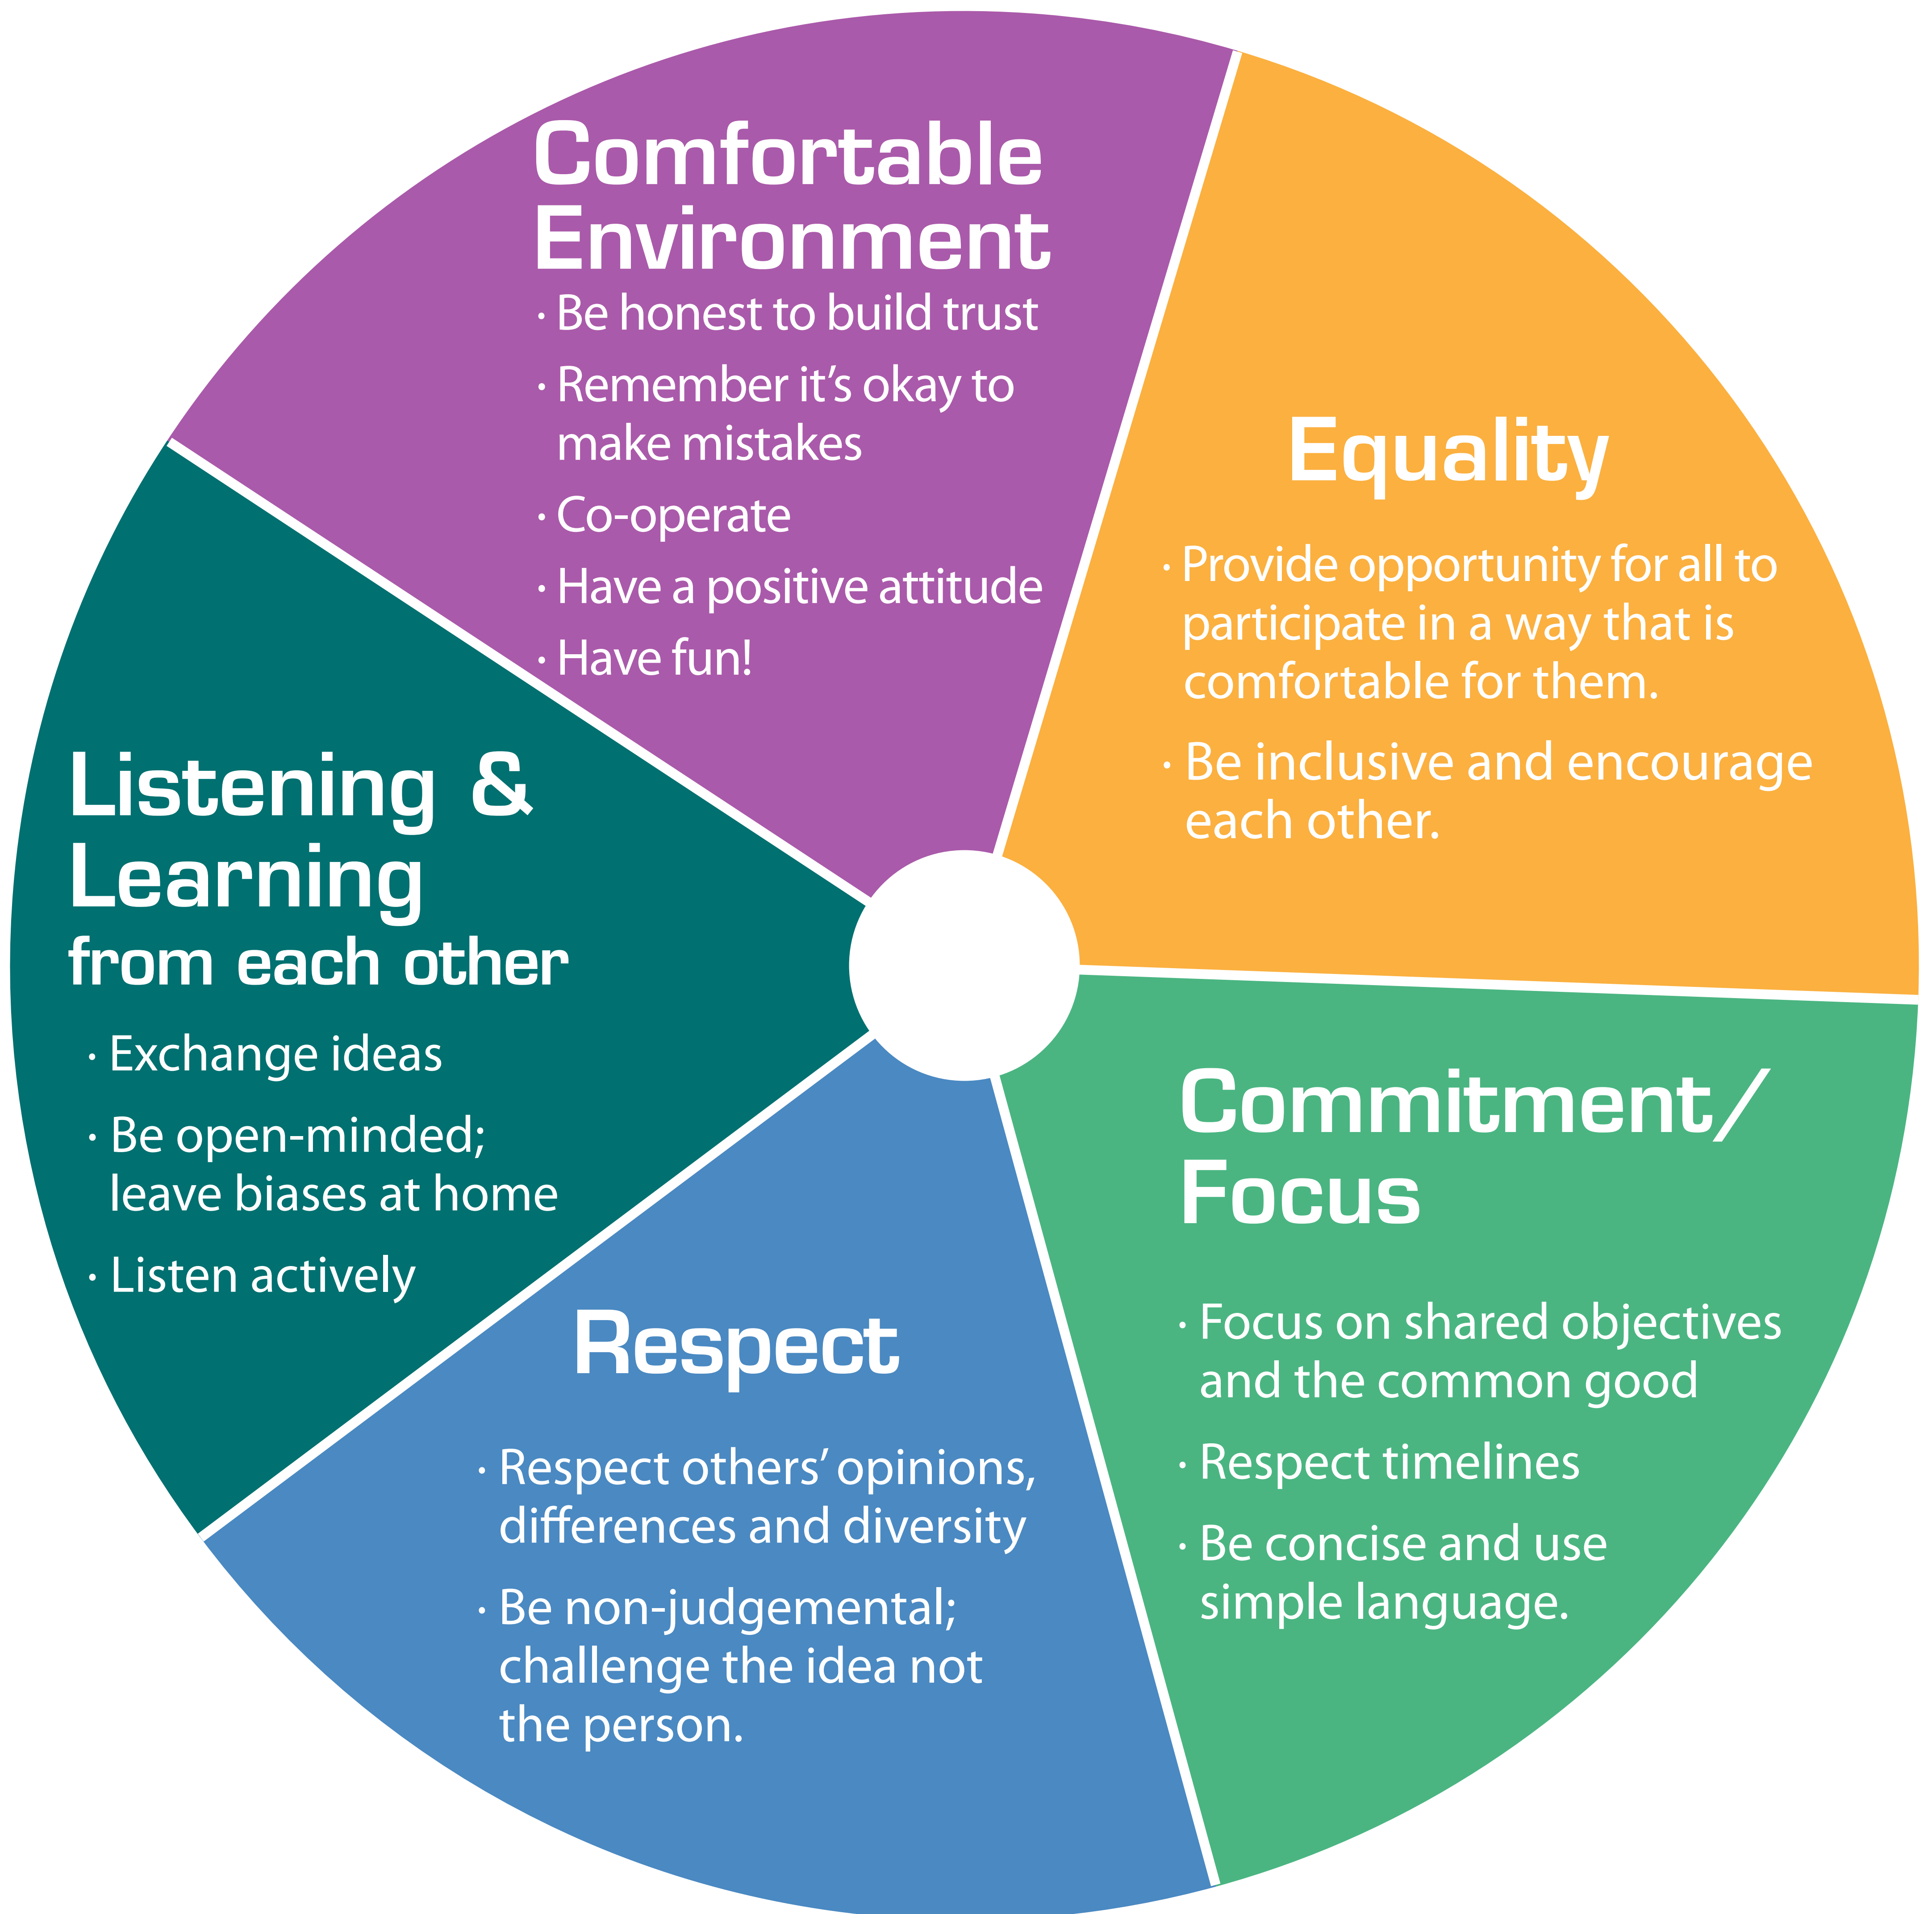 Comfortable
Environment
· Be honest to build trust
· Remember it’s okay to
make mistakes
· Co-operate
· Have a positive attitude
· Have fun!
Equality
· Provide opportunity for all to
participate in a way that is
comfortable for them.
· Be inclusive and encourage
each other.
Commitment/
Focus
· Focus on shared objectives
and the common good
· Respect timelines
· Be concise and use
simple language.
Respect
· Respect others’ opinions,
differences and diversity
· Be non-judgemental;
challenge the idea not
the person.
Listening &
Learning
from each other
· Exchange ideas
· Be open-minded;
leave biases at home
· Listen actively